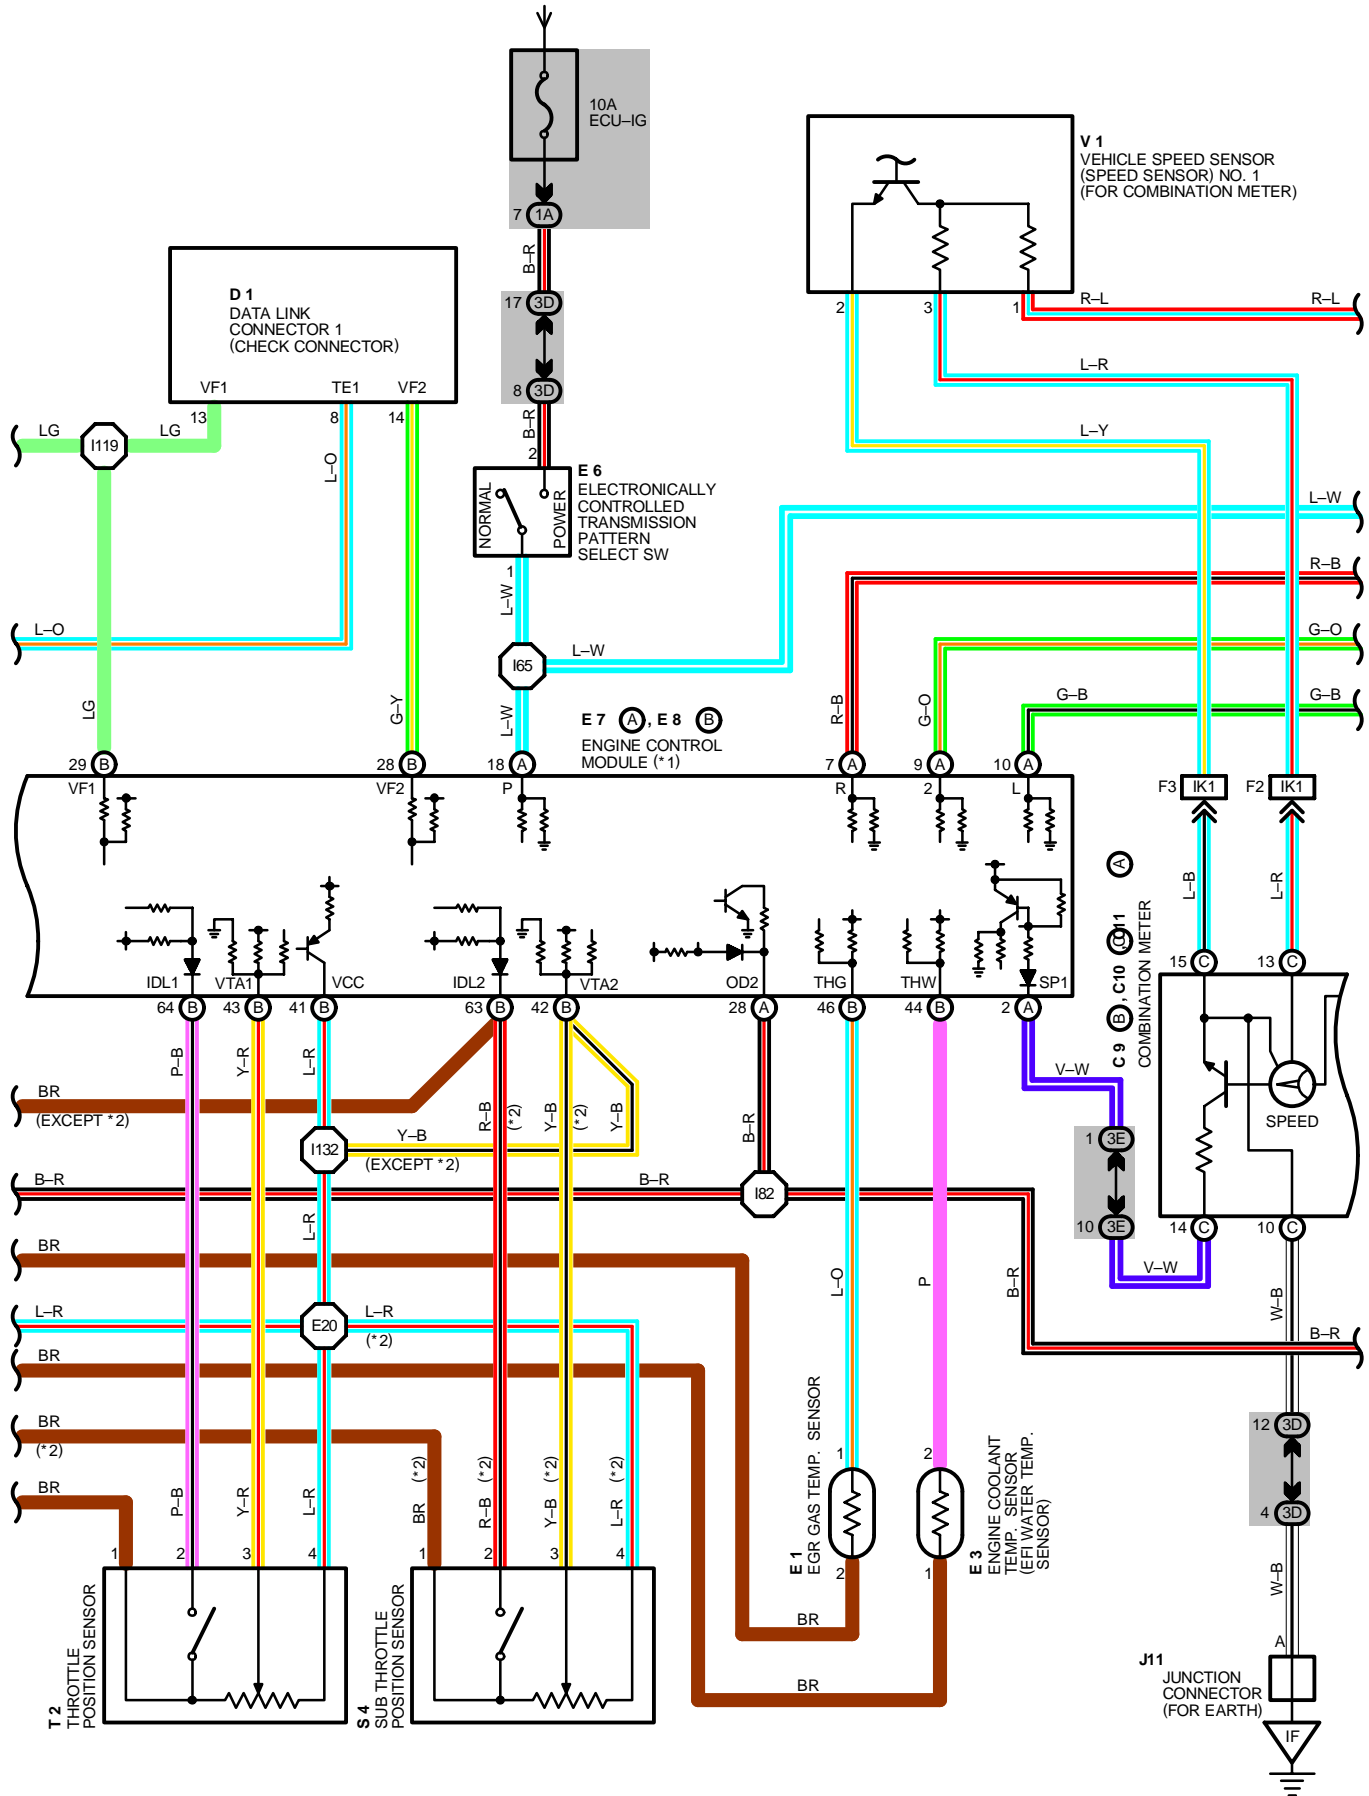 10A
ECU–IG
7 1A
B–R
17 3D
8 3D
B–R
2
V 1
VEHICLE SPEED SENSOR
(SPEED SENSOR) NO. 1
(FOR COMBINATION METER)
2 3 1
R–L R–L
L–R
L–Y
D 1
DATA LINK
CONNECTOR 1
(CHECK CONNECTOR)
VF1 TE1 VF2
13 8 14
LG I119 LG
L–O
E 6
ELECTRONICALLY
CONTROLLED
TRANSMISSION
PATTERN
SELECT SW
NORMAL
POWER
1
L–W
L–W
R–B
G–O
G–B G–B
L–O
I65
L–W
LG
G–Y
L–W
R–B
G–O
E 7 A , E 8 B
ENGINE CONTROL
MODULE (*1)
29 B 28 B 18 A 7 A 9 A 10 A
VF1 VF2 P R 2 L
F3 IK1 F2 IK1
L–B
L–R
IDL1 VTA1 VCC IDL2 VTA2 OD2 THG THW SP1
64 B 43 B 41 B 63 B 42 B 28 A 46 B 44 B 2 A
C 9 B , C10 C , C11 A
COMBINATION METER
15 C 13 C
SPEED
14 C 10 C
P–B
Y–R
L–R
R–B
(*2)
Y–B
(*2)
Y–B
B–R
V–W
1 3E
10 3E
V–W
BR
(EXCEPT *2)
I132
Y–B
(EXCEPT *2)
B–R B–R
I82
L–R
BR
L–O
P
B–R
W–B
L–R E20 L–R
(*2)
BR
B–R
BR
(*2)
BR
P–B
Y–R
L–R
BR (*2)
R–B (*2)
Y–B (*2)
L–R (*2)
1 2 3 4
1 2 3 4
1
2
2
1
E 1
EGR GAS TEMP. SENSOR
E 3
ENGINE COOLANT
TEMP. SENSOR
(EFI WATER TEMP.
SENSOR)
BR
BR
T 2
THROTTLE
POSITION SENSOR
S 4
SUB THROTTLE
POSITION SENSOR
12 3D
4 3D
W–B
A
J11
JUNCTION
CONNECTOR
(FOR EARTH)
IF